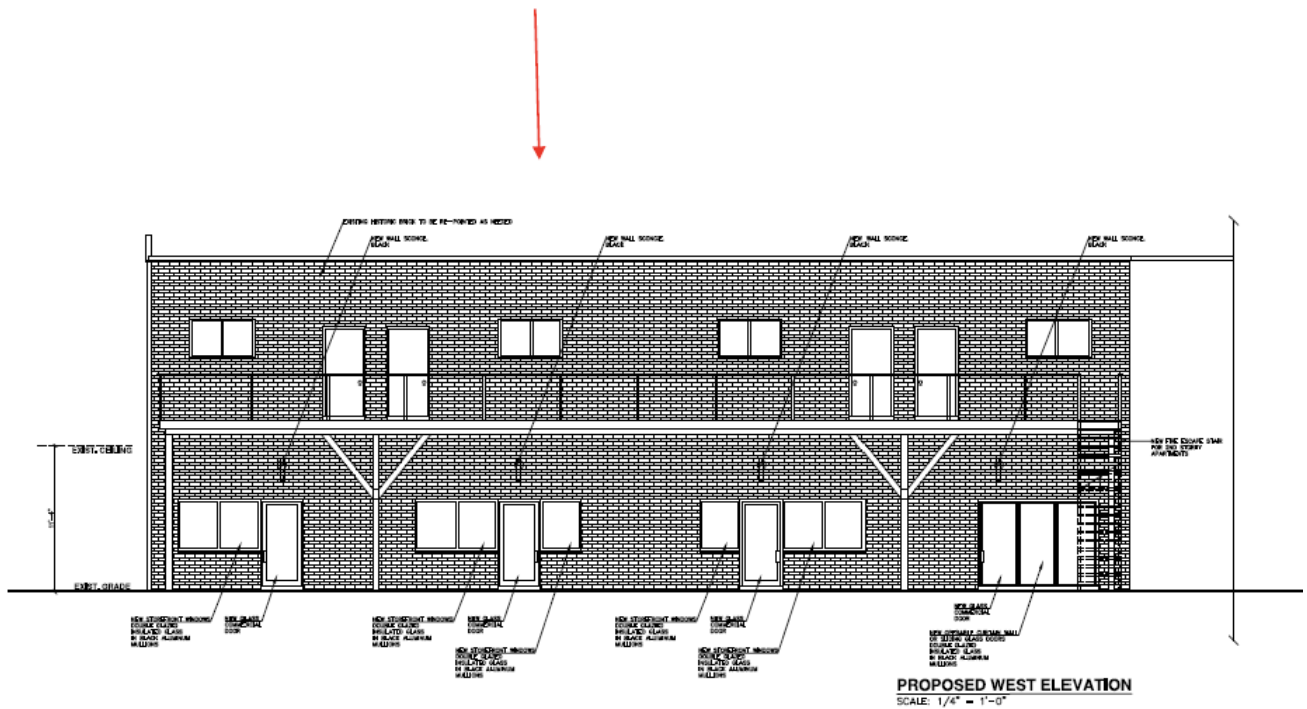 EXISTING HISTORIC BRICK TO BE RE-POINTED AS NEEDED
NEW WALL SCONCE,
BLACK
NEW WALL SCONCE,
BLACK
NEW WALL SCONCE,
BLACK
NEW WALL SCONCE,
BLACK
EXIST. CEILING
NEW FIRE ESCAPE STAIR
FOR 2ND STORY
APARTMENTS
EXIST. GRADE
NEW STOREFRONT WINDOWS
DOUBLE GLAZED
INSULATED GLASS
IN BLACK ALUMINUM
MULLIONS
NEW GLASS
COMMERCIAL
DOOR
NEW STOREFRONT WINDOWS
DOUBLE GLAZED
INSULATED GLASS
IN BLACK ALUMINUM
MULLIONS
NEW GLASS
COMMERCIAL
DOOR
NEW STOREFRONT WINDOWS
DOUBLE GLAZED
INSULATED GLASS
IN BLACK ALUMINUM
MULLIONS
NEW STOREFRONT WINDOWS
DOUBLE GLAZED
INSULATED GLASS
IN BLACK ALUMINUM
MULLIONS
NEW GLASS
COMMERCIAL
DOOR
NEW STOREFRONT WINDOWS
DOUBLE GLAZED
INSULATED GLASS
IN BLACK ALUMINUM
MULLIONS
NEW GLASS
COMMERCIAL
DOOR
NEW OPERABLE CURTAIN WALL
OR SLIDING GLASS DOORS
DOUBLE GLAZED
INSULATED GLASS
IN BLACK ALUMINUM
MULLIONS
PROPOSED WEST ELEVATION
SCALE: 1/4" = 1'-0"